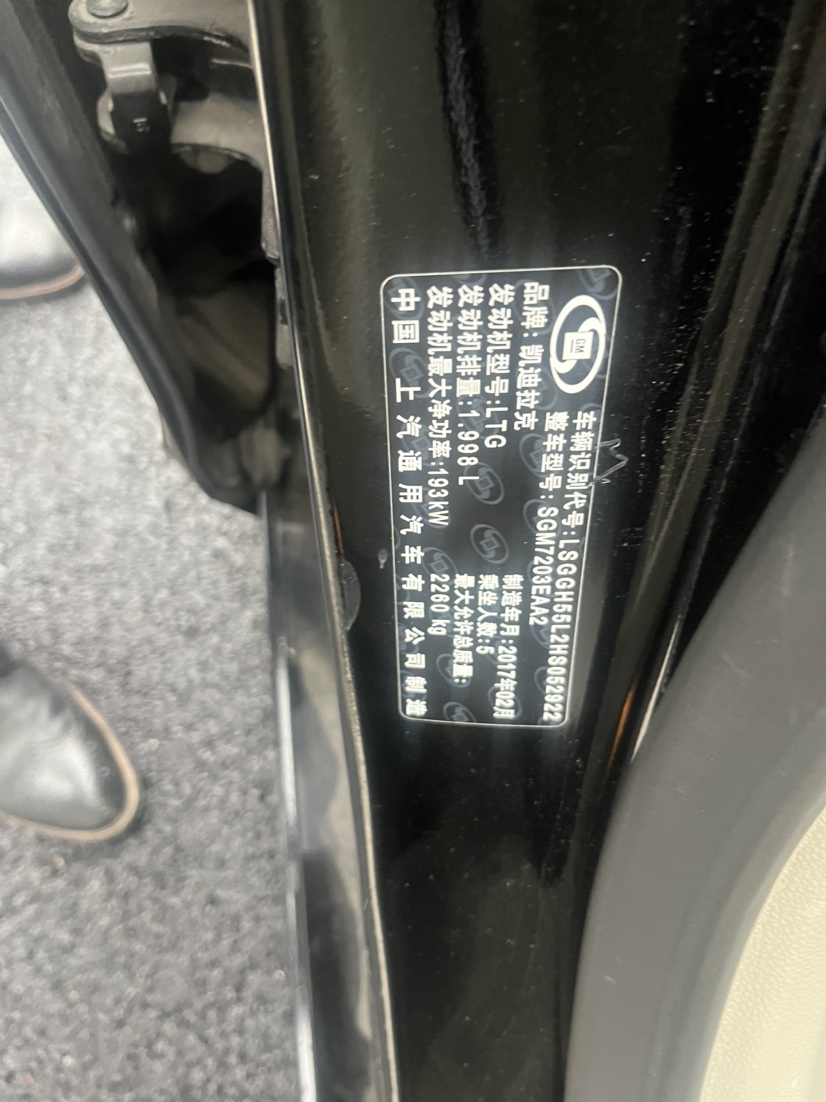 GM
车辆识别代号:LSGGH55L2HS052922
整车型号:SGM7203EAA2
品牌:凯迪拉克
发动机型号:LTG
制造年月:2017年02月
发动机排量:1.998 L
乘坐人数:5
发动机最大净功率:193kW
最大允许总质量:
2260 kg
中国 上汽通用汽车有限公司制造